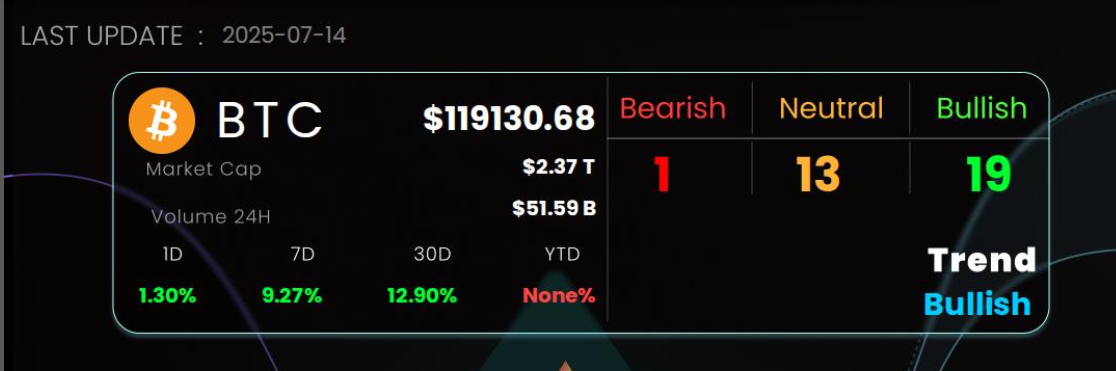 LAST UPDATE : 2025-07-14
BTC $119130.68
Market Cap $2.37 T
Volume 24H $51.59 B
1D 7D 30D YTD
1.30% 9.27% 12.90% None%
Bearish Neutral Bullish
1 13 19
Trend
Bullish